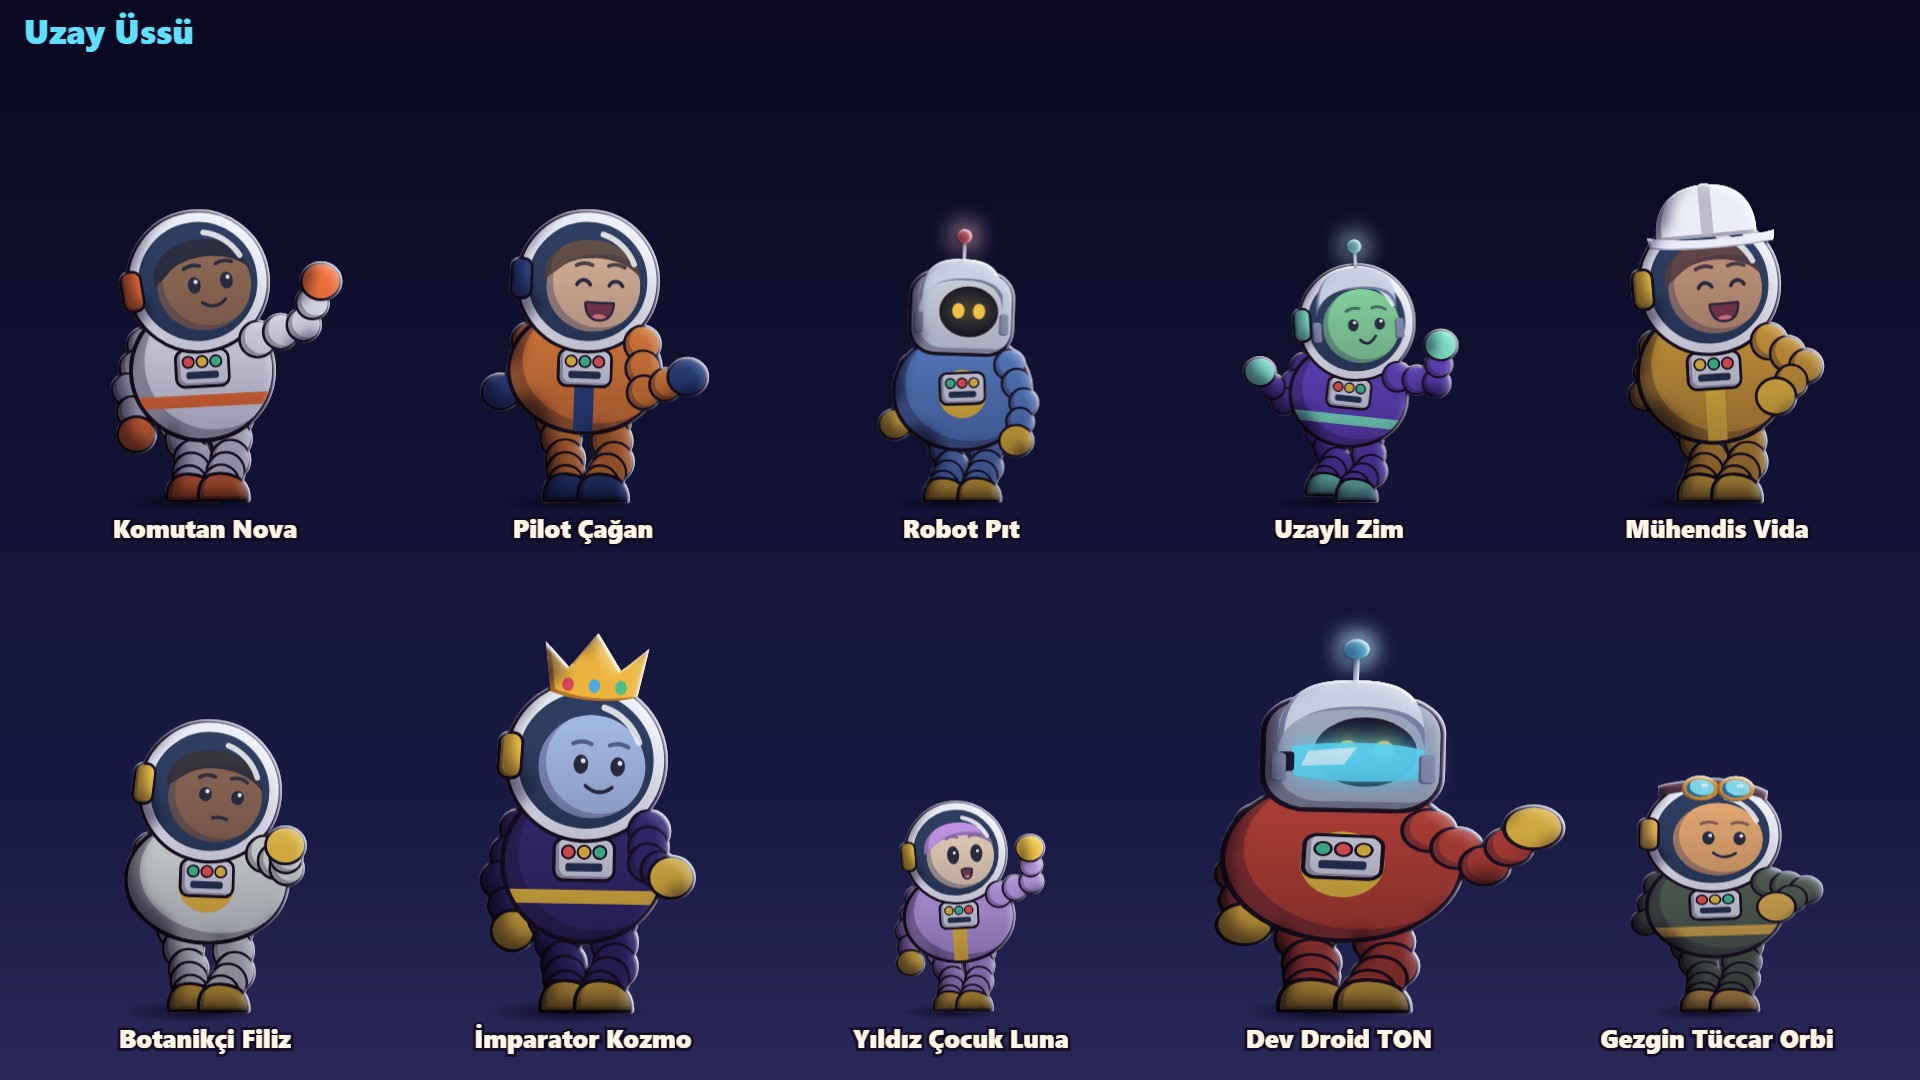 Uzay Üssü
Komutan Nova
Pilot Çağan
Robot Pıt
Uzaylı Zim
Mühendis Vida
Botanikçi Filiz
İmparator Kozmo
Yıldız Çocuk Luna
Dev Droid TON
Gezgin Tüccar Orbi